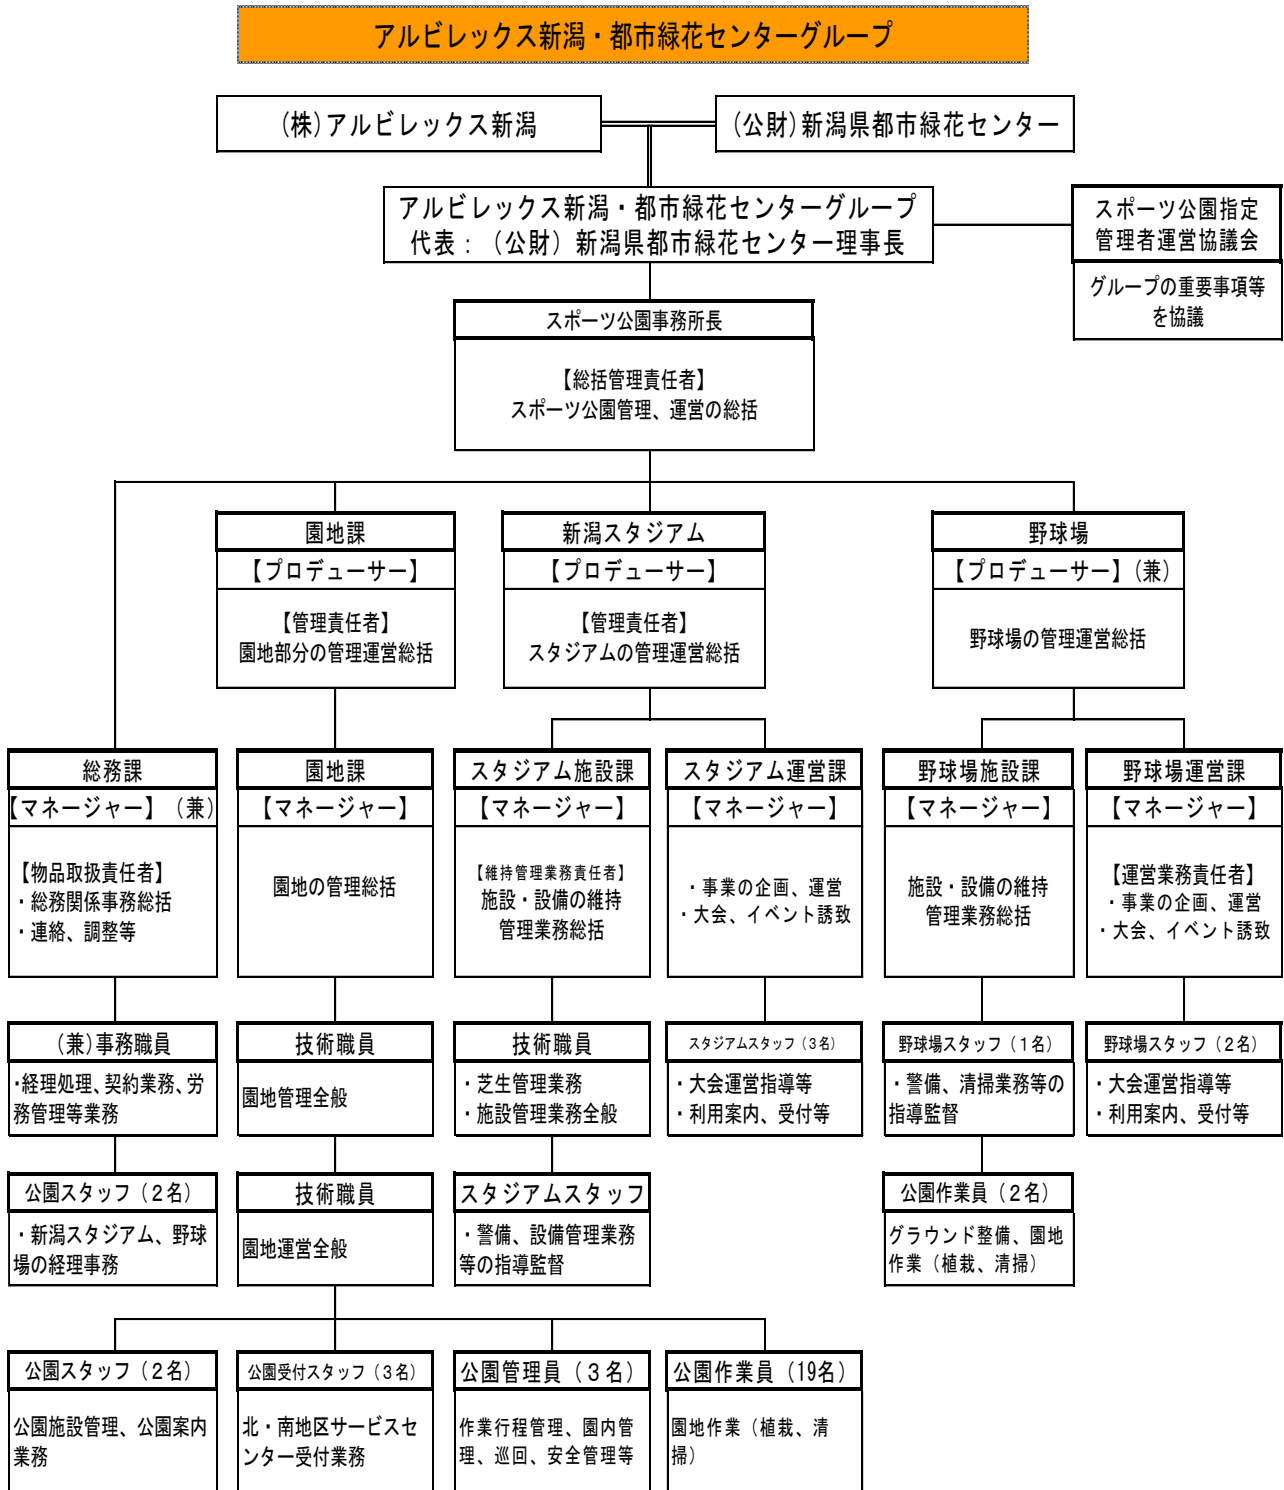 アルビレックス新潟・都市緑花センターグループ
(株)アルビレックス新潟
(公財)新潟県都市緑花センター
アルビレックス新潟・都市緑花センターグループ
代表：（公財）新潟県都市緑花センター理事長
スポーツ公園指定
管理者運営協議会
グループの重要事項等
を協議
スポーツ公園事務所長
【総括管理責任者】
スポーツ公園管理、運営の総括
園地課
【プロデューサー】
【管理責任者】
園地部分の管理運営総括
新潟スタジアム
【プロデューサー】
【管理責任者】
スタジアムの管理運営総括
野球場
【プロデューサー】(兼)
野球場の管理運営総括
総務課
【マネージャー】（兼）
【物品取扱責任者】
・総務関係事務総括
・連絡、調整等
園地課
【マネージャー】
園地の管理総括
スタジアム施設課
【マネージャー】
【維持管理業務責任者】
施設・設備の維持
管理業務総括
スタジアム運営課
【マネージャー】
・事業の企画、運営
・大会、イベント誘致
野球場施設課
【マネージャー】
施設・設備の維持
管理業務総括
野球場運営課
【マネージャー】
【運営業務責任者】
・事業の企画、運営
・大会、イベント誘致
(兼)事務職員
・経理処理、契約業務、労
務管理等業務
技術職員
園地管理全般
技術職員
・芝生管理業務
・施設管理業務全般
スタジアムスタッフ（3名）
・大会運営指導等
・利用案内、受付等
野球場スタッフ（1名）
・警備、清掃業務等の
指導監督
野球場スタッフ（2名）
・大会運営指導等
・利用案内、受付等
公園スタッフ（2名）
・新潟スタジアム、野球
場の経理事務
技術職員
園地運営全般
スタジアムスタッフ
・警備、設備管理業務
等の指導監督
公園作業員（2名）
グラウンド整備、園地
作業（植栽、清掃）
公園スタッフ（2名）
公園施設管理、公園案内
業務
公園受付スタッフ（3名）
北・南地区サービスセ
ンター受付業務
公園管理員（3名）
作業行程管理、園内管
理、巡回、安全管理等
公園作業員（19名）
園地作業（植栽、清
掃）